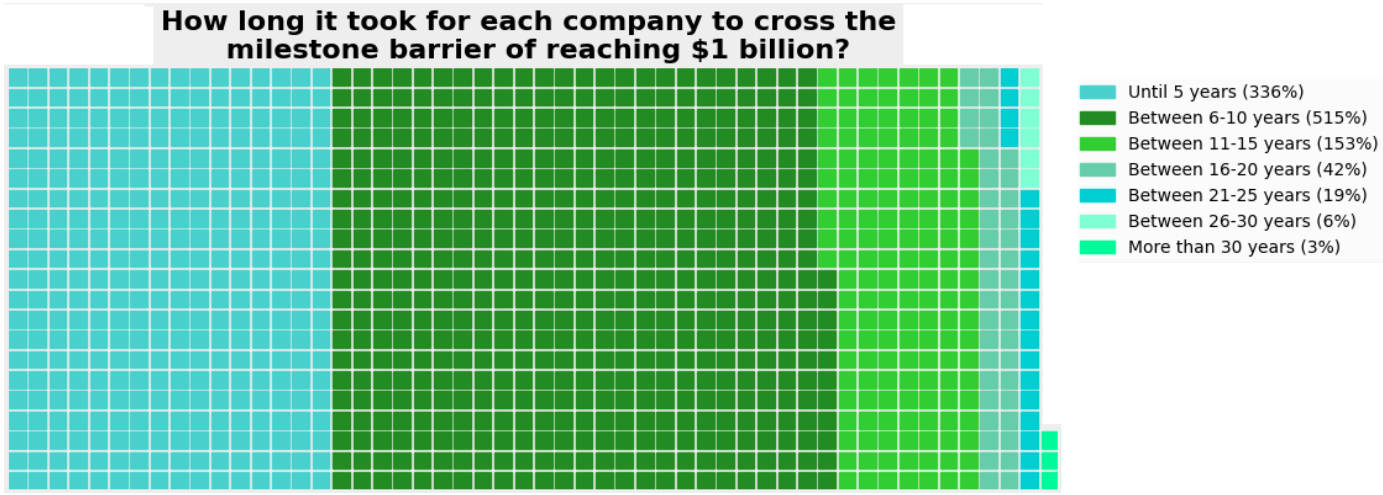 How long it took for each company to cross the
milestone barrier of reaching $1 billion?
Until 5 years (336%)
Between 6-10 years (515%)
Between 11-15 years (153%)
Between 16-20 years (42%)
Between 21-25 years (19%)
Between 26-30 years (6%)
More than 30 years (3%)